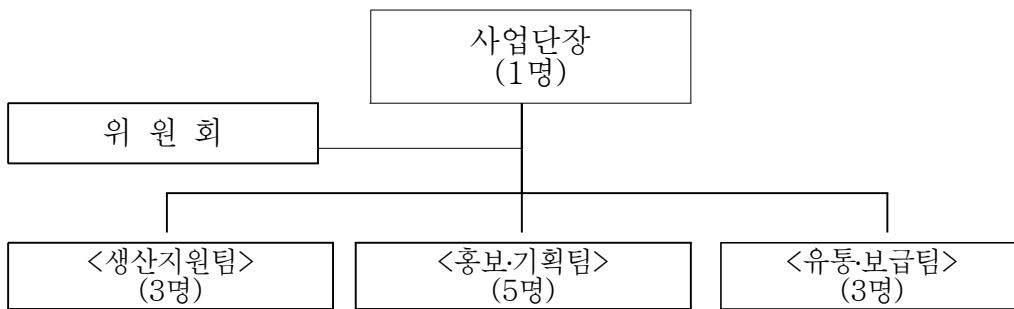 사업단장
(1명)
위 원 회
<생산지원팀>
(3명)
<홍보·기획팀>
(5명)
<유통·보급팀>
(3명)